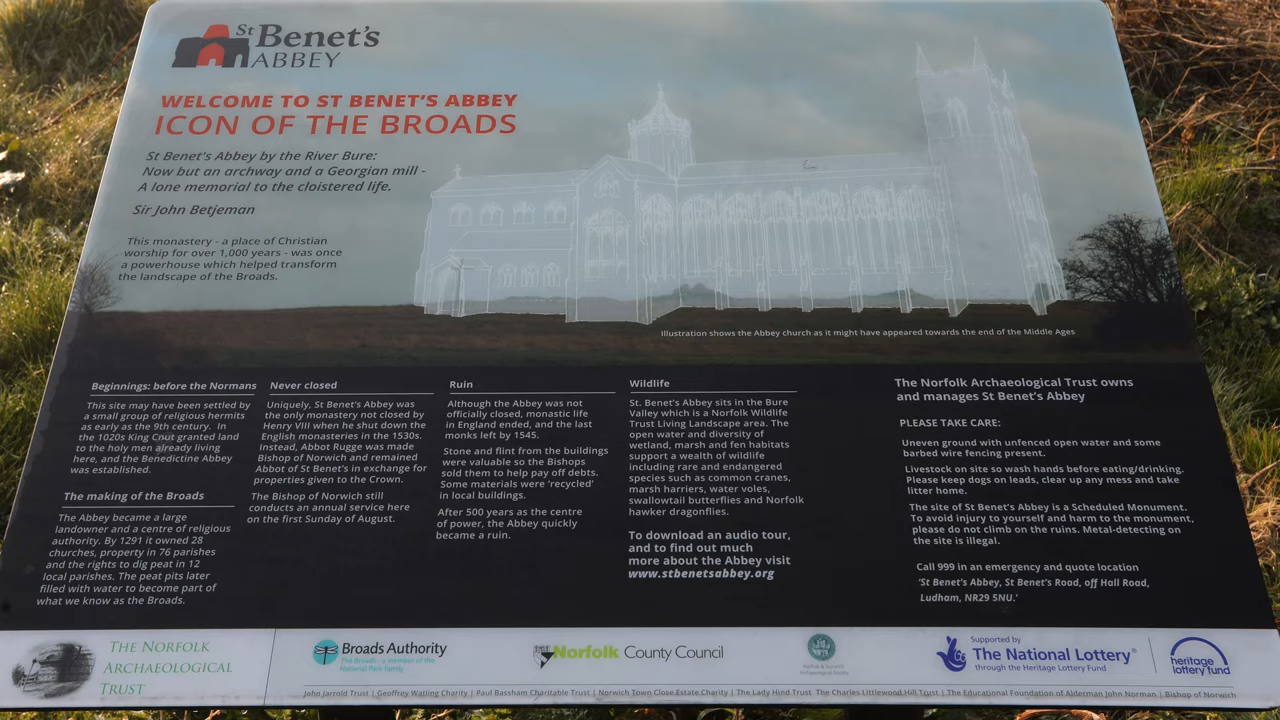 St Benet's
ABBEY
WELCOME TO ST BENET'S ABBEY
ICON OF THE BROADS
St Benet's Abbey by the River Bure:
Now but an archway and a Georgian mill -
A lone memorial to the cloistered life.
Sir John Betjeman
This monastery - a place of Christian
worship for over 1,000 years - was once
a powerhouse which helped transform
the landscape of the Broads.
Illustration shows the Abbey church as it might have appeared towards the end of the Middle Ages
Beginnings: before the Normans
This site may have been settled by
a small group of religious hermits
as early as the 9th century. In
the 1020s King Cnut granted land
to the holy men already living
here, and the Benedictine Abbey
was established.
The making of the Broads
The Abbey became a large
landowner and a centre of religious
authority. By 1291 it owned 28
churches, property in 76 parishes
and the rights to dig peat in 12
local parishes. The peat pits later
filled with water to become part of
what we know as the Broads.
Never closed
Uniquely, St Benet's Abbey was
the only monastery not closed by
Henry VIII when he shut down the
English monasteries in the 1530s.
Instead, Abbot Rugge was made
Bishop of Norwich and remained
Abbot of St Benet's in exchange for
properties given to the Crown.
The Bishop of Norwich still
conducts an annual service here
on the first Sunday of August.
Ruin
Although the Abbey was not
officially closed, monastic life
in England ended, and the last
monks left by 1545.
Stone and flint from the buildings
were valuable so the Bishops
sold them to help pay off debts.
Some materials were 'recycled'
in local buildings.
After 500 years as the centre
of power, the Abbey quickly
became a ruin.
Wildlife
St. Benet's Abbey sits in the Bure
Valley which is a Norfolk Wildlife
Trust Living Landscape area. The
open water and diversity of
wetland, marsh and fen habitats
support a wealth of wildlife
including rare and endangered
species such as common cranes,
marsh harriers, water voles,
swallowtail butterflies and Norfolk
hawker dragonflies.
To download an audio tour,
and to find out much
more about the Abbey visit
www.stbenetsabbey.org
The Norfolk Archaeological Trust owns
and manages St Benet's Abbey
PLEASE TAKE CARE:
Uneven ground with unfenced open water and some
barbed wire fencing present.
Livestock on site so wash hands before eating/drinking.
Please keep dogs on leads, clear up any mess and take
litter home.
The site of St Benet's Abbey is a Scheduled Monument.
To avoid injury to yourself and harm to the monument,
please do not climb on the ruins. Metal-detecting on
the site is illegal.
Call 999 in an emergency and quote location
'St Benet's Abbey, St Benet's Road, off Hall Road,
Ludham, NR29 5NU.'
THE NORFOLK
ARCHAEOLOGICAL
TRUST
Broads Authority
The Broads - a member of the
National Park family
Norfolk County Council
Norfolk & Norwich
Archaeological Society
Supported by
The National Lottery®
through the Heritage Lottery Fund
heritage
lottery fund
John Jarrold Trust | Geoffrey Watling Charity | Paul Bassham Charitable Trust | Norwich Town Close Estate Charity | The Lady Hind Trust The Charles Littlewood Hill Trust | The Educational Foundation of Alderman John Norman | Bishop of Norwich